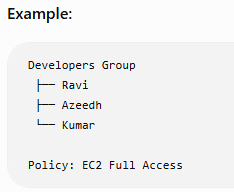 Example:
Developers Group
├── Ravi
├── Azeedh
└── Kumar
Policy: EC2 Full Access